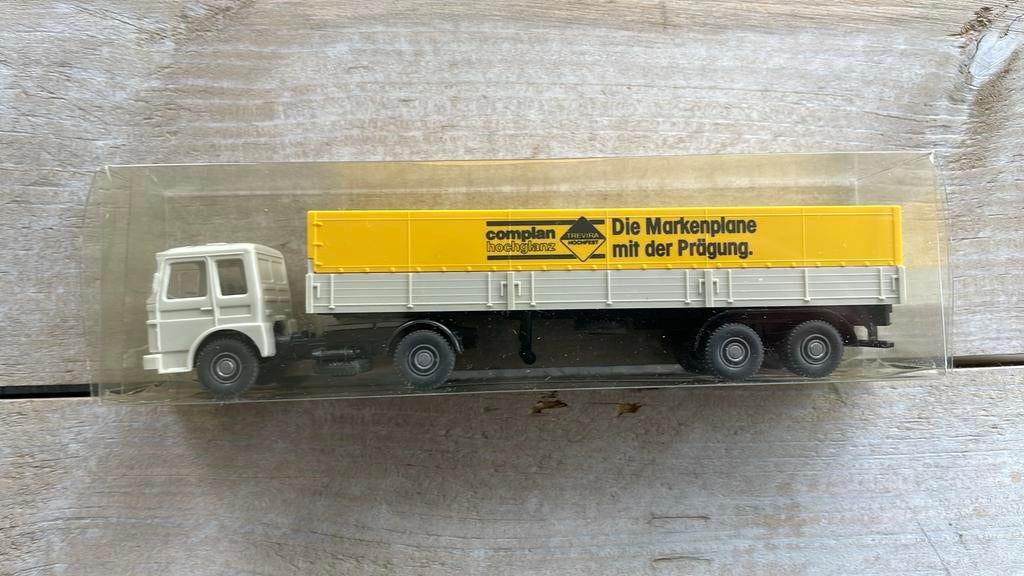 complan
hochglanz
TREVIRA
HOCHFEST
Die Markenplane
mit der Prägung.